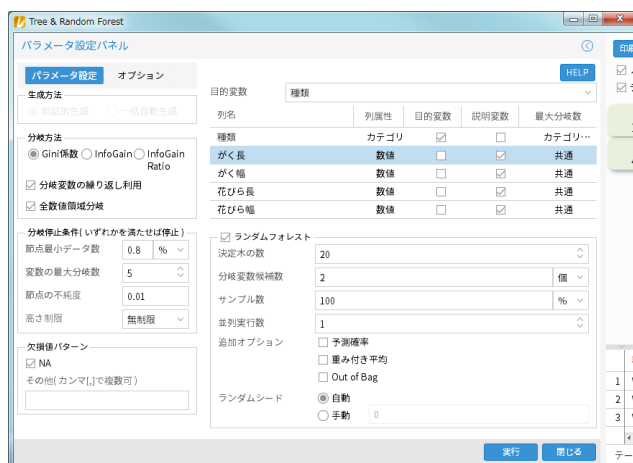 Tree & Random Forest
パラメータ設定パネル
パラメータ設定 オプション
生成方法
対話的生成 一括自動生成
分岐方法
Gini係数 InfoGain InfoGain Ratio
分岐変数の繰り返し利用
全数値領域分岐
分岐停止条件(いずれかを満たせば停止)
節点最小データ数 0.8 %
変数の最大分岐数 5
節点の不純度 0.01
高さ制限 無制限
欠損値パターン
NA
その他(カンマ[,]で複数可)
HELP
目的変数 種類
列名 列属性 目的変数 説明変数 最大分岐数
種類 カテゴリ カテゴリ…
がく長 数値 共通
がく幅 数値 共通
花びら長 数値 共通
花びら幅 数値 共通
ランダムフォレスト
決定木の数 20
分岐変数候補数 2 個
サンプル数 100 %
並列実行数 1
追加オプション 予測確率
重み付き平均
Out of Bag
ランダムシード 自動
手動 0
実行 閉じる
1
2
3